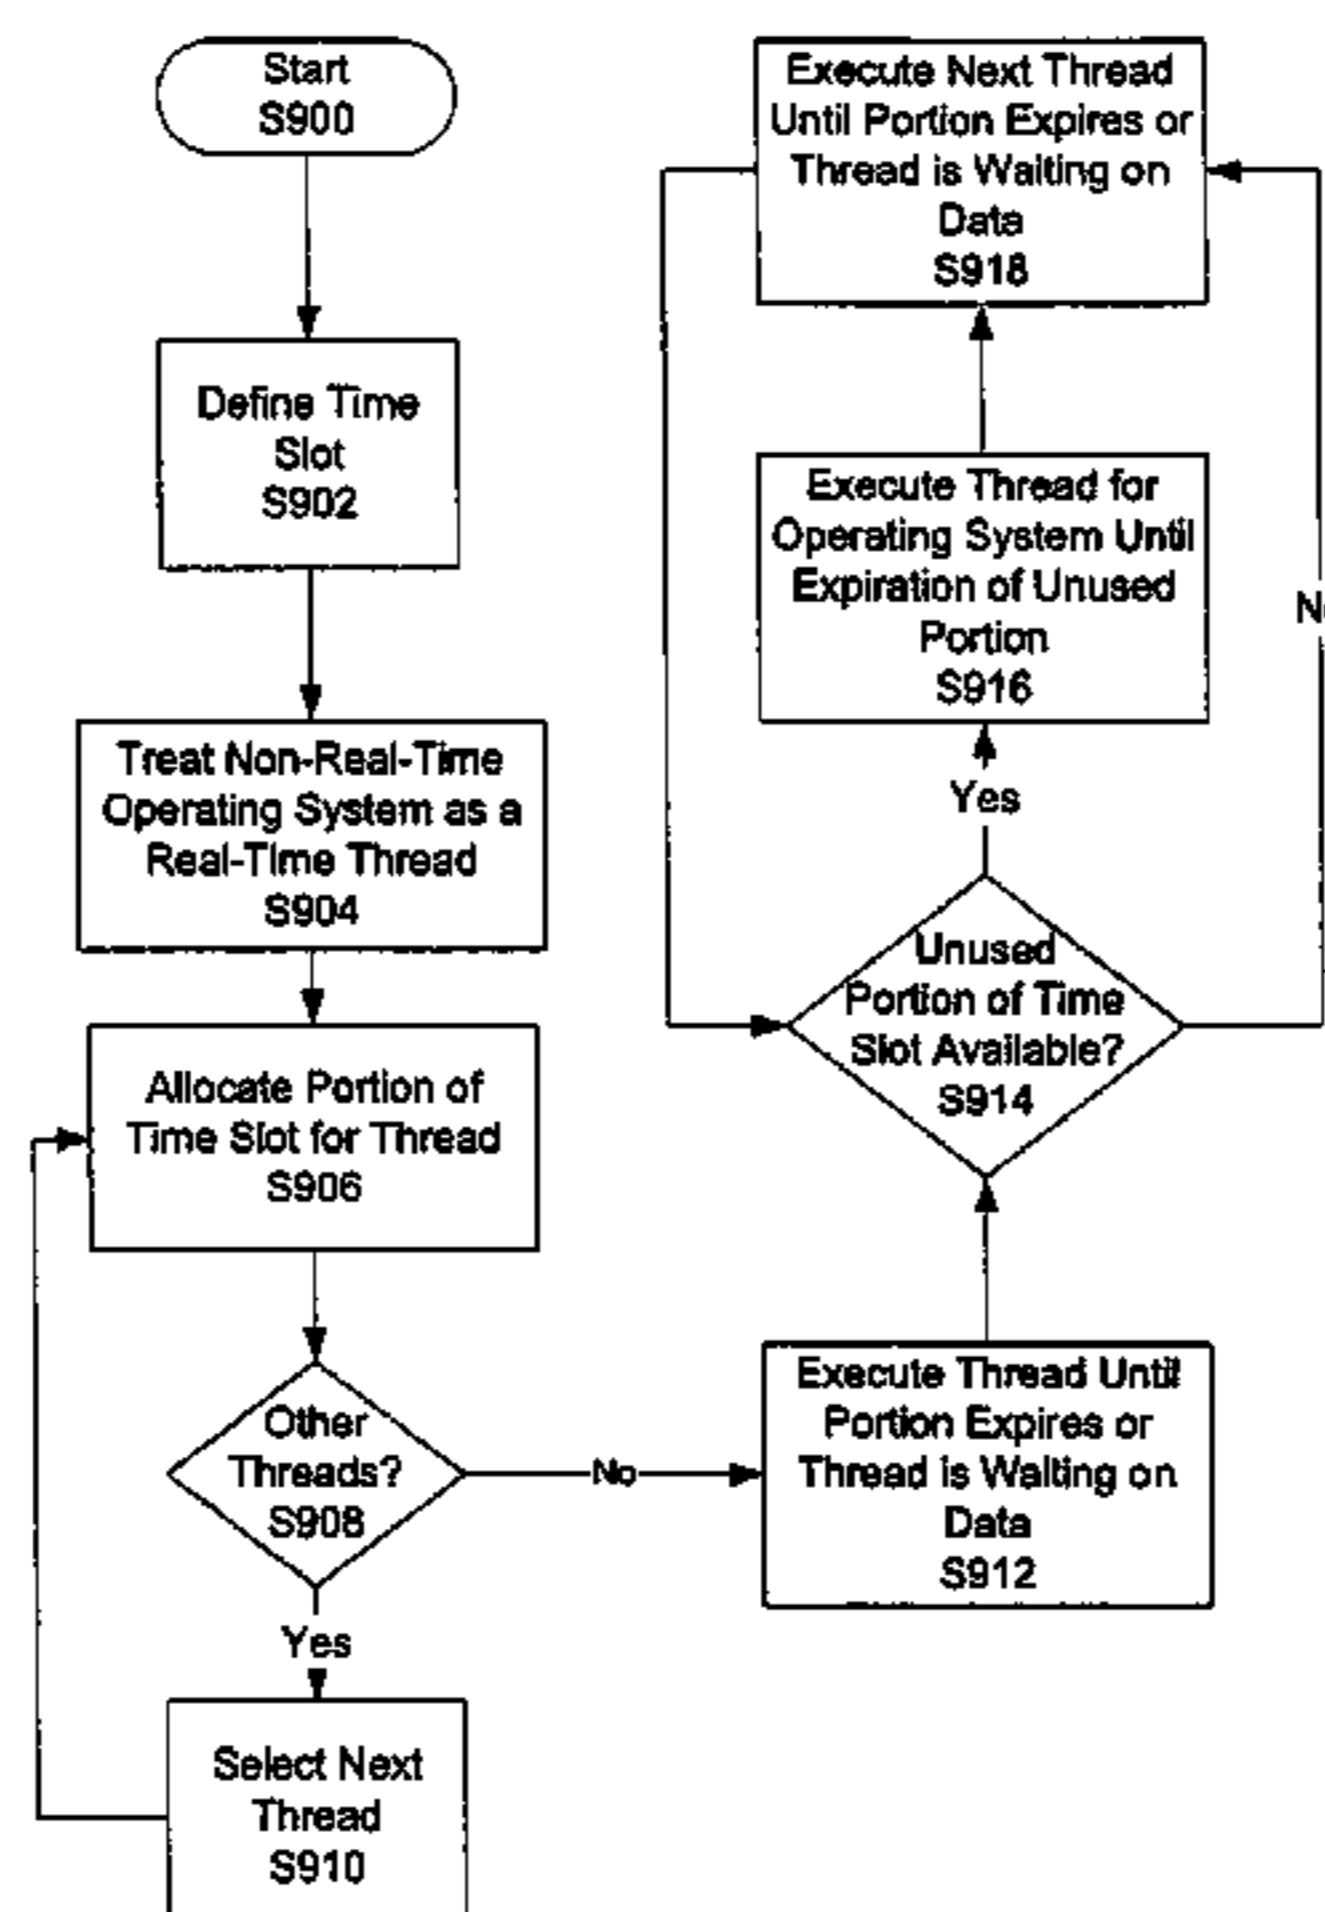 Start
S900
Define Time
Slot
S902
Treat Non-Real-Time
Operating System as a
Real-Time Thread
S904
Allocate Portion of
Time Slot for Thread
S906
Other
Threads?
S908
No
Yes
Select Next
Thread
S910
Execute Thread Until
Portion Expires or
Thread is Waiting on
Data
S912
Unused
Portion of Time
Slot Available?
S914
Yes
Execute Thread for
Operating System Until
Expiration of Unused
Portion
S916
Execute Next Thread
Until Portion Expires or
Thread is Waiting on
Data
S918